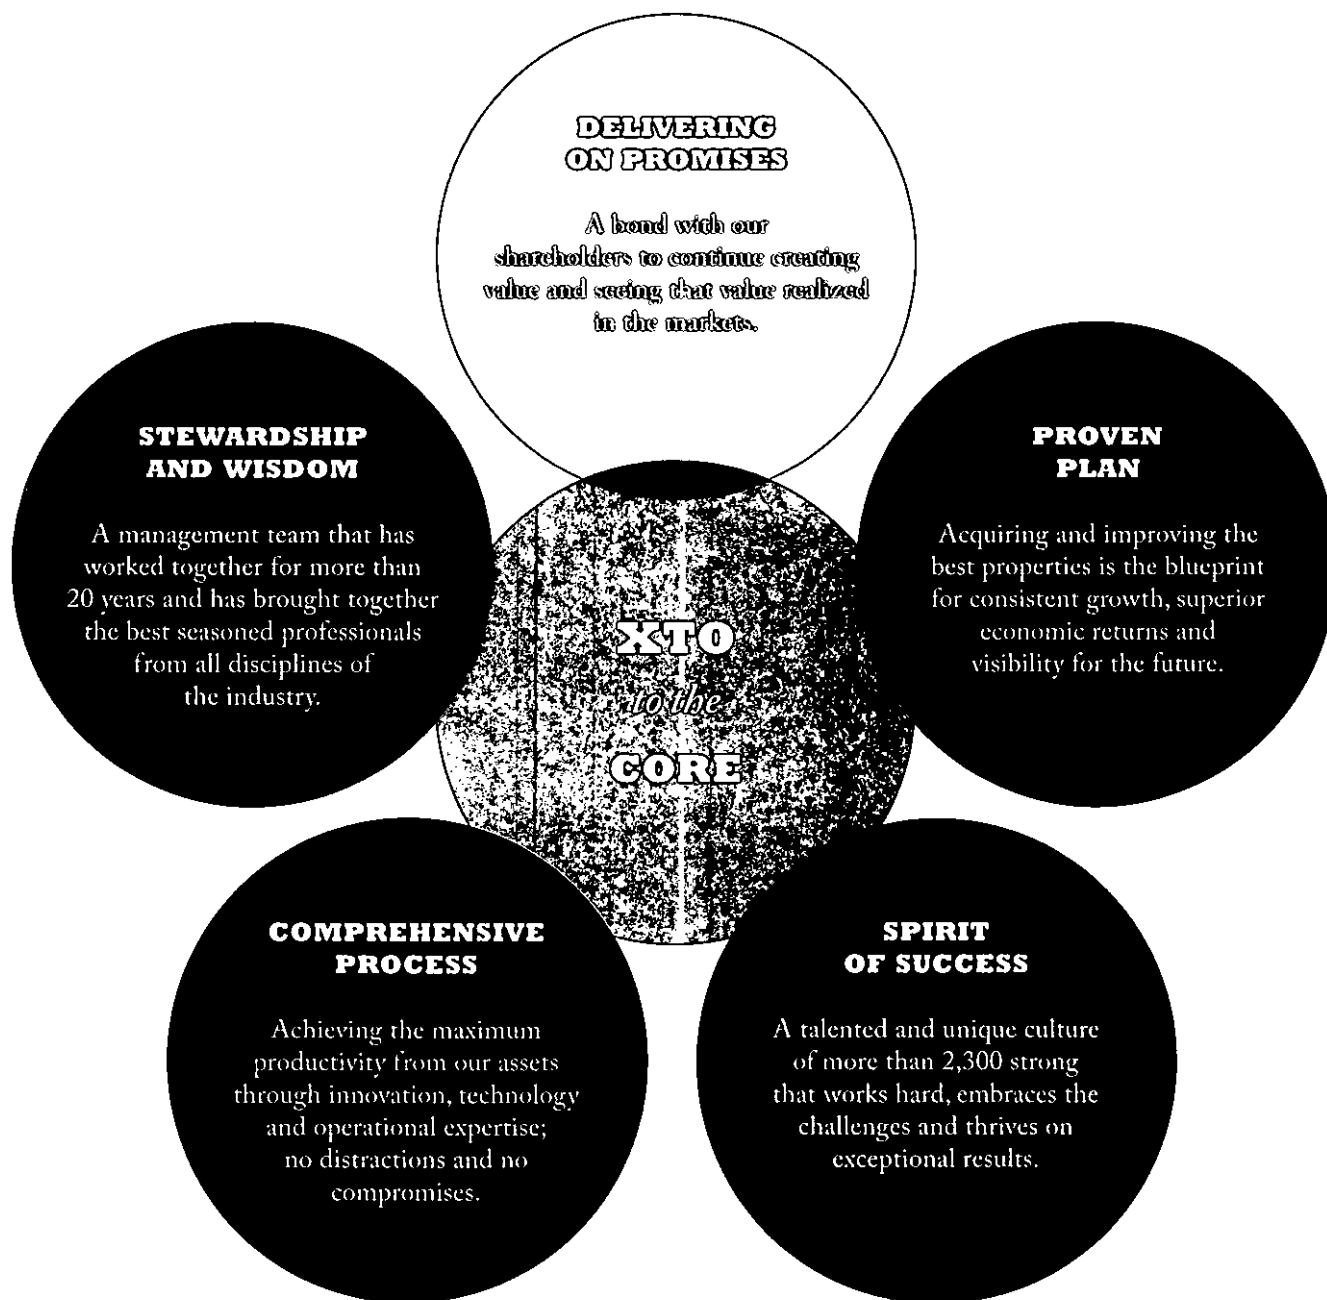 DELIVERING
ON PROMISES
A bond with our
shareholders to continue creating
value and seeing that value realized
in the markets.
STEWARDSHIP
AND WISDOM
A management team that has
worked together for more than
20 years and has brought together
the best seasoned professionals
from all disciplines of
the industry.
PROVEN
PLAN
Acquiring and improving the
best properties is the blueprint
for consistent growth, superior
economic returns and
visibility for the future.
XTO
to the
CORE
COMPREHENSIVE
PROCESS
Achieving the maximum
productivity from our assets
through innovation, technology
and operational expertise;
no distractions and no
compromises.
SPIRIT
OF SUCCESS
A talented and unique culture
of more than 2,300 strong
that works hard, embraces the
challenges and thrives on
exceptional results.